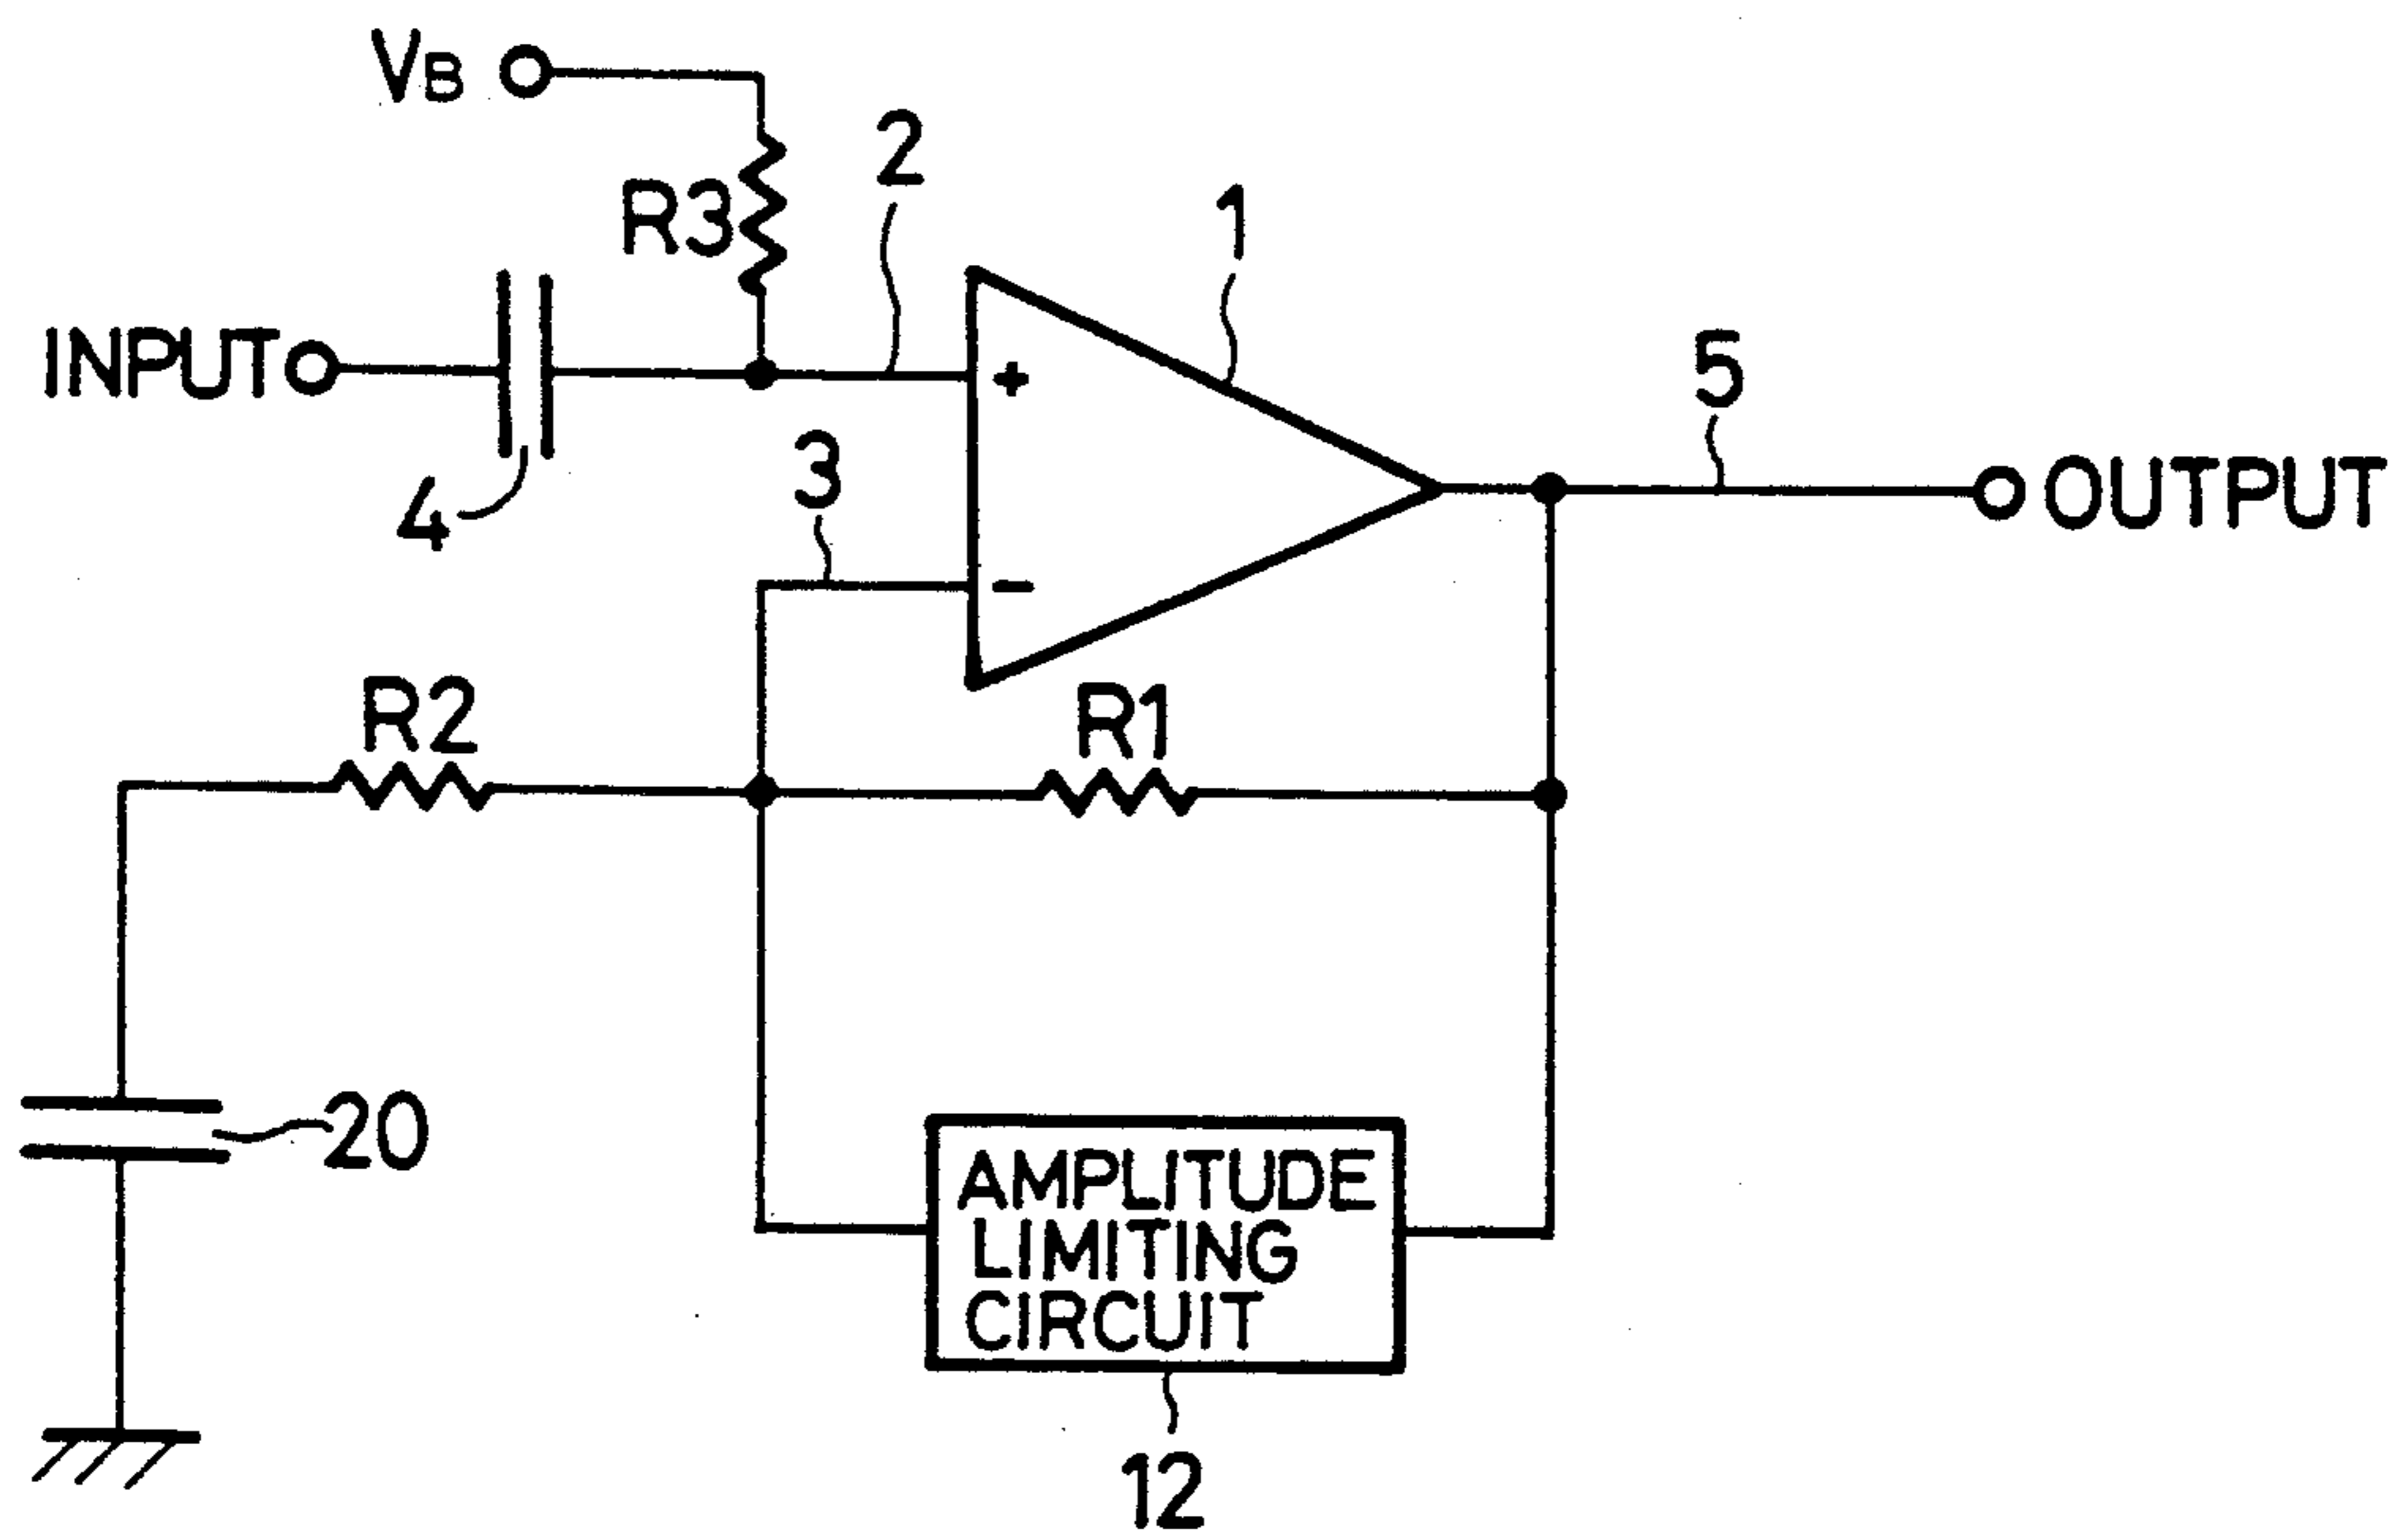 VB
R3
2
1
INPUT
+
5
4
3
OUTPUT
-
R2
R1
20
AMPLITUDE
LIMITING
CIRCUIT
12